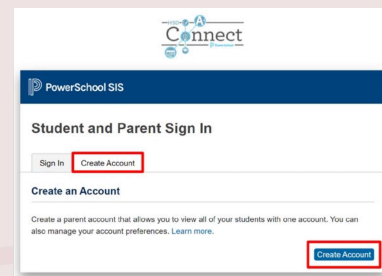 HSD
A
Connect
PowerSchool
PowerSchool SIS
Student and Parent Sign In
Sign In
Create Account
Create an Account
Create a parent account that allows you to view all of your students with one account. You can
also manage your account preferences. Learn more.
Create Account